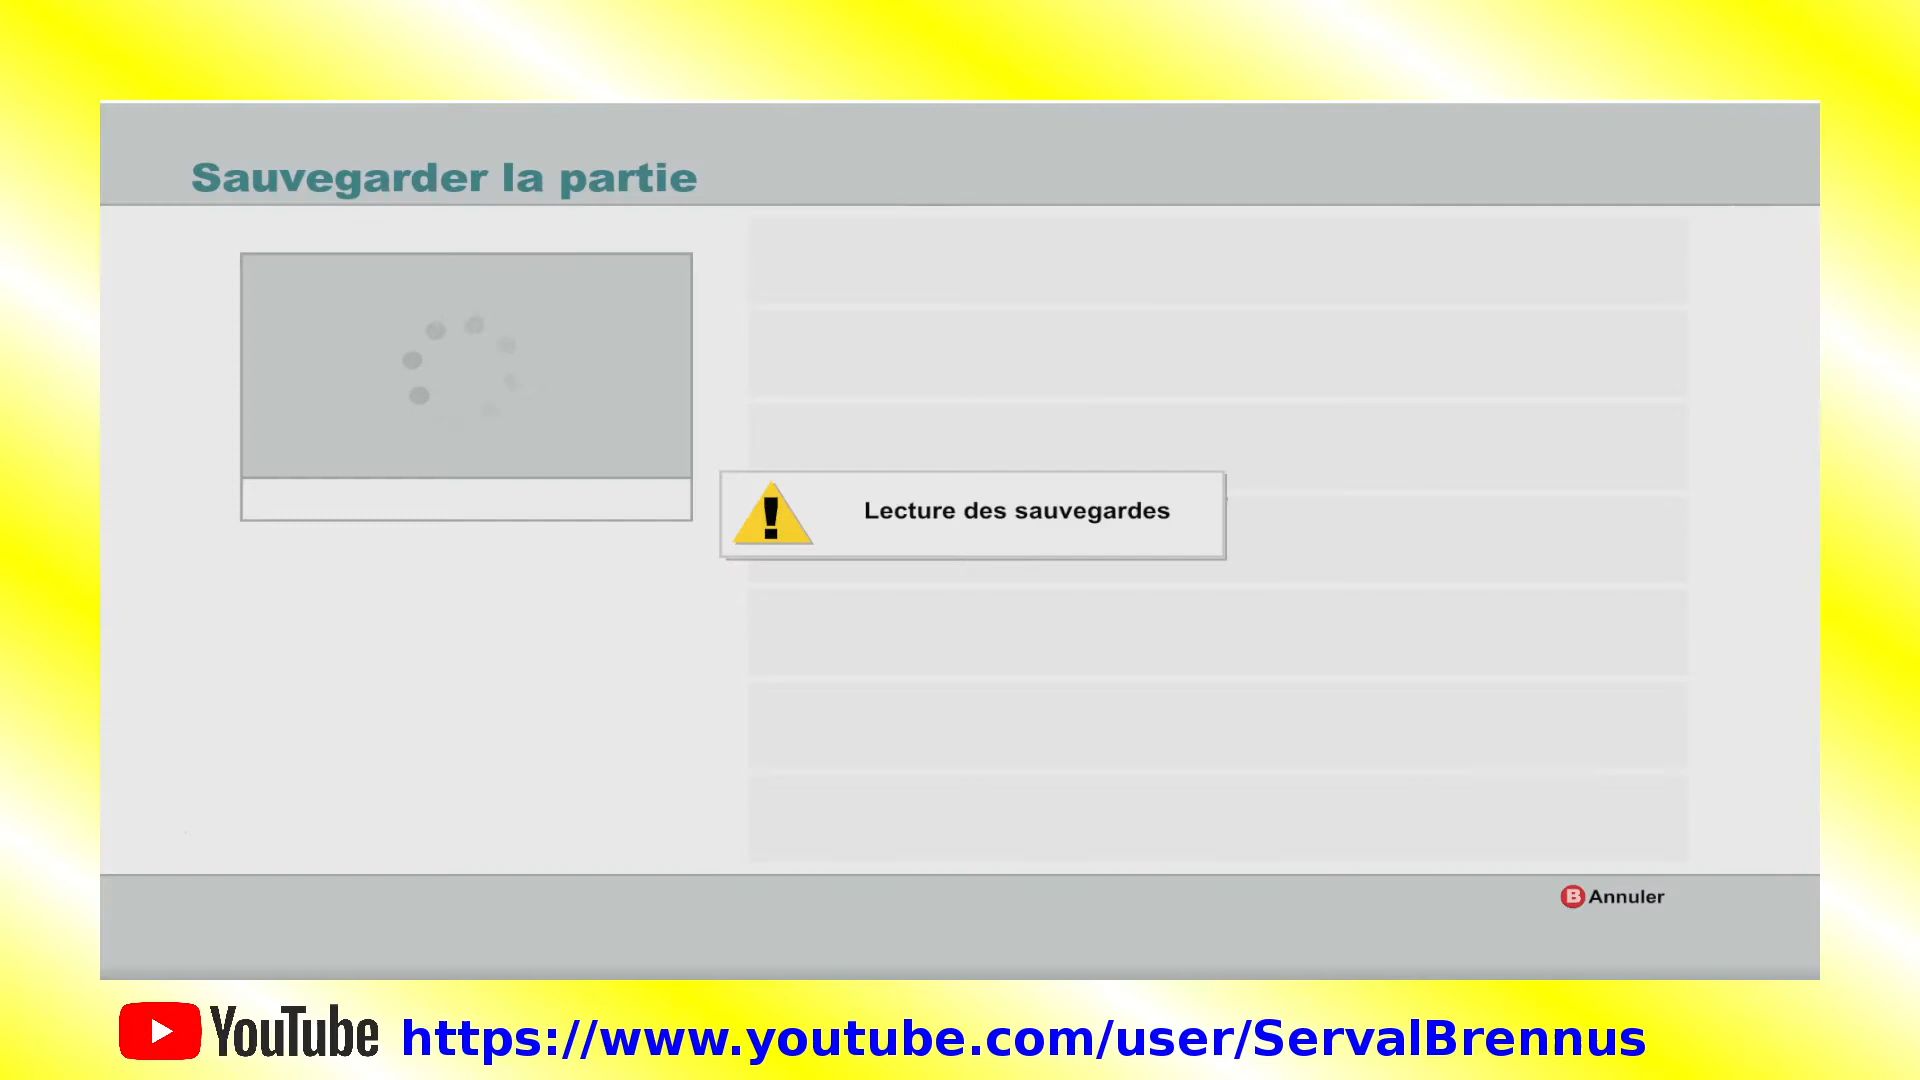 Sauvegarder la partie
Lecture des sauvegardes
B Annuler
YouTube https://www.youtube.com/user/ServalBrennus